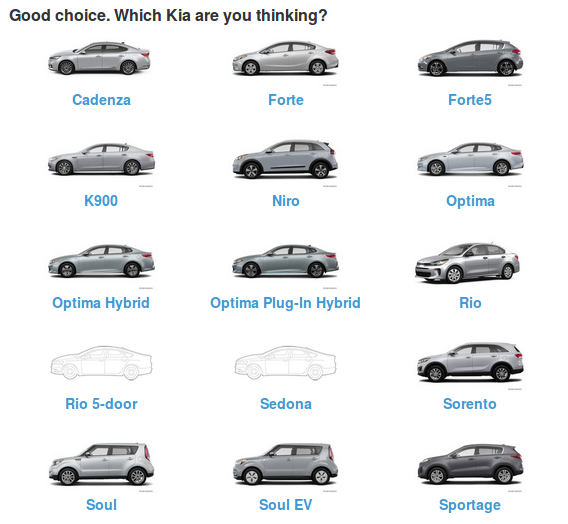 Good choice. Which Kia are you thinking?
Cadenza
Forte
Forte5
K900
Niro
Optima
Optima Hybrid
Optima Plug-In Hybrid
Rio
Rio 5-door
Sedona
Sorento
Soul
Soul EV
Sportage